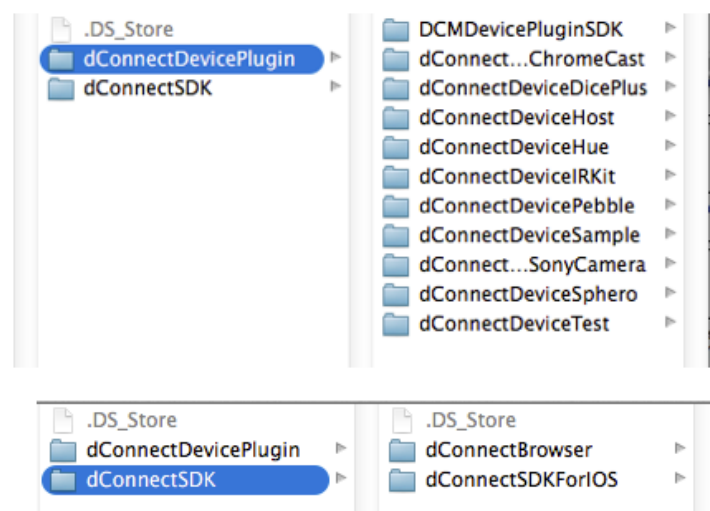 .DS_Store
dConnectDevicePlugin
dConnectSDK
DCMDevicePluginSDK
dConnect...ChromeCast
dConnectDeviceDicePlus
dConnectDeviceHost
dConnectDeviceHue
dConnectDeviceIRKit
dConnectDevicePebble
dConnectDeviceSample
dConnect...SonyCamera
dConnectDeviceSphero
dConnectDeviceTest
.DS_Store
dConnectDevicePlugin
dConnectSDK
.DS_Store
dConnectBrowser
dConnectSDKForIOS